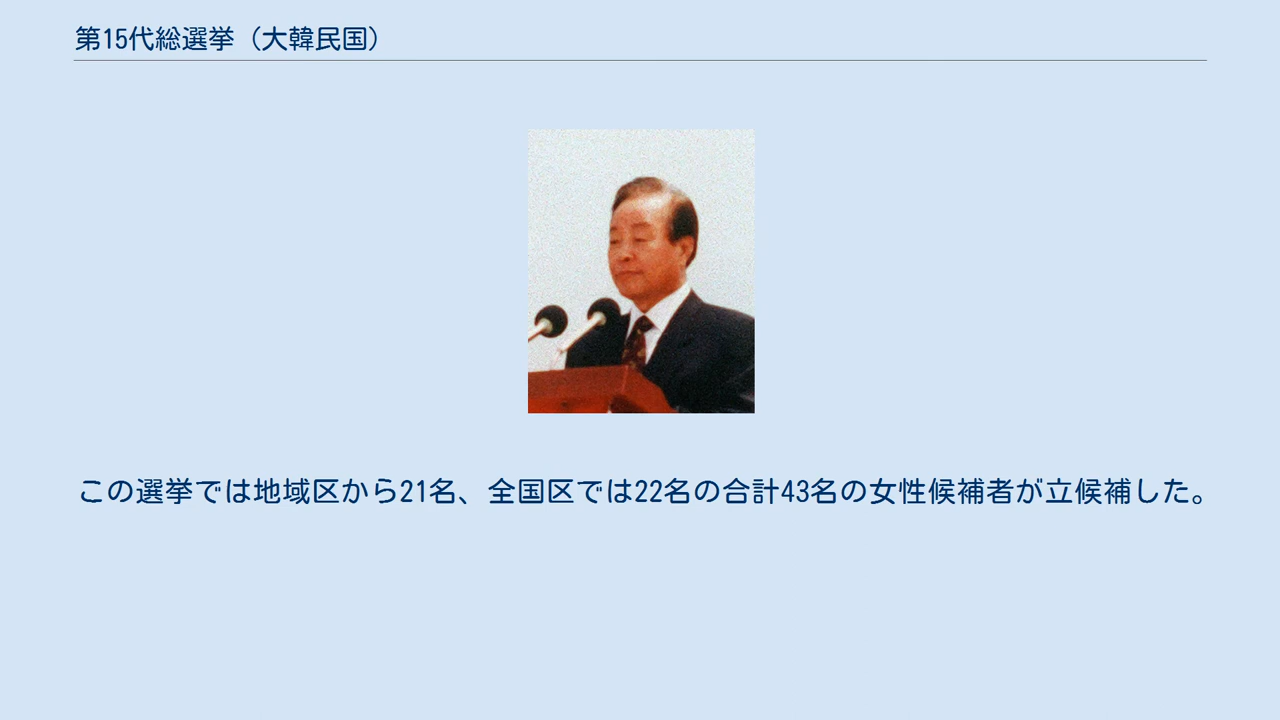 第15代総選挙（大韓民国）
この選挙では地域区から21名、全国区では22名の合計43名の女性候補者が立候補した。